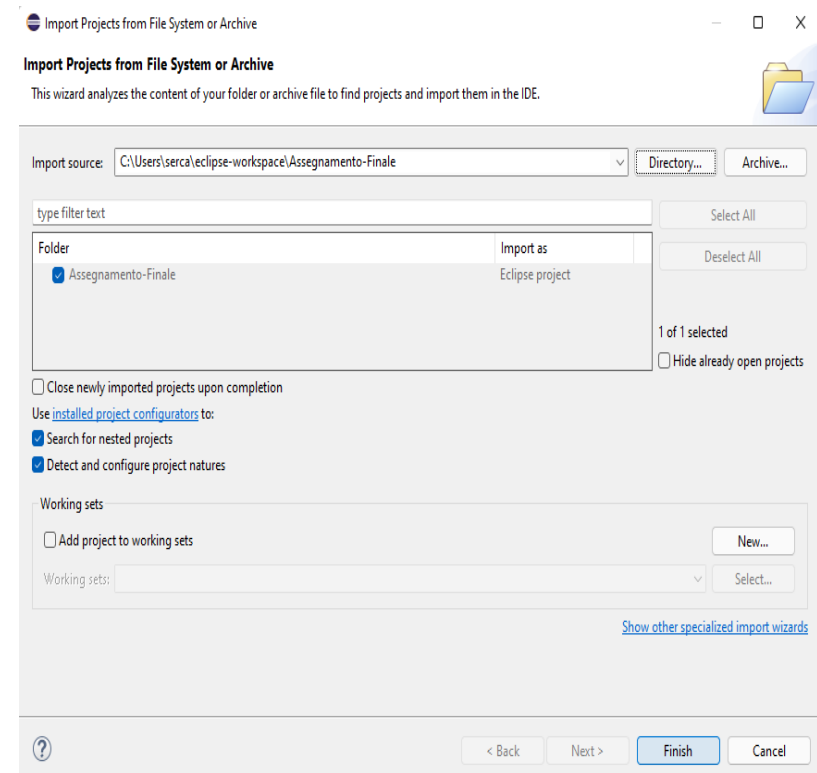 Import Projects from File System or Archive
Import Projects from File System or Archive
This wizard analyzes the content of your folder or archive file to find projects and import them in the IDE.
Import source: C:\Users\serca\eclipse-workspace\Assegnamento-Finale Directory... Archive...
type filter text Select All
Folder Import as Deselect All
Assegnamento-Finale Eclipse project
1 of 1 selected
Hide already open projects
Close newly imported projects upon completion
Use installed project configurators to:
Search for nested projects
Detect and configure project natures
Working sets
Add project to working sets New...
Working sets: Select...
Show other specialized import wizards
? < Back Next > Finish Cancel